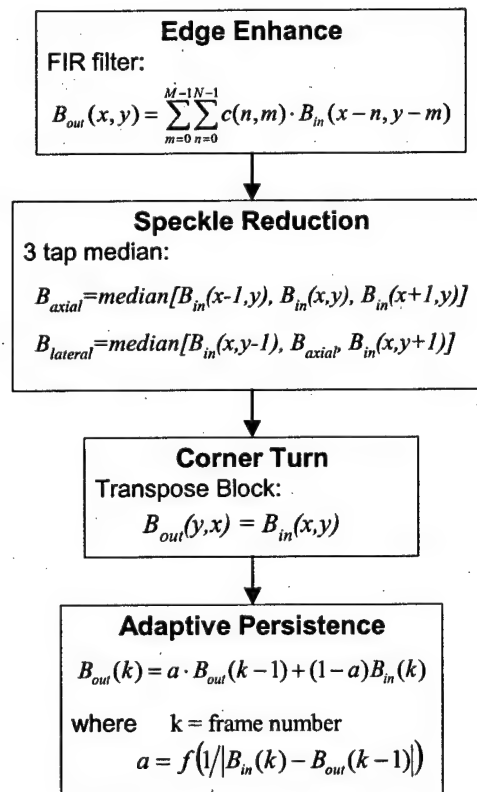 Edge Enhance
FIR filter:
B_out(x, y) = ∑_{m=0}^{M-1} ∑_{n=0}^{N-1} c(n,m) · B_in(x − n, y − m)
Speckle Reduction
3 tap median:
B_axial=median[B_in(x-1,y), B_in(x,y), B_in(x+1,y)]
B_lateral=median[B_in(x,y-1), B_axial, B_in(x,y+1)]
Corner Turn
Transpose Block:
B_out(y,x) = B_in(x,y)
Adaptive Persistence
B_out(k) = a · B_out(k−1) + (1−a)B_in(k)
where k = frame number
a = f(1/|B_in(k) − B_out(k−1)|)